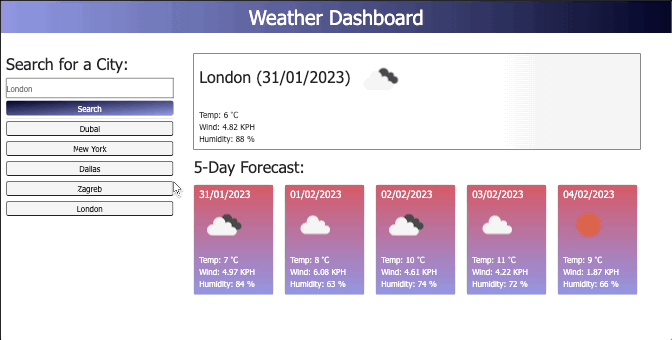 Weather Dashboard
Search for a City:
London
Search
Dubai
New York
Dallas
Zagreb
London
London (31/01/2023)
Temp: 6 °C
Wind: 4.82 KPH
Humidity: 88 %
5-Day Forecast:
31/01/2023
Temp: 7 °C
Wind: 4.97 KPH
Humidity: 84 %
01/02/2023
Temp: 8 °C
Wind: 6.08 KPH
Humidity: 63 %
02/02/2023
Temp: 10 °C
Wind: 4.61 KPH
Humidity: 74 %
03/02/2023
Temp: 11 °C
Wind: 4.22 KPH
Humidity: 72 %
04/02/2023
Temp: 9 °C
Wind: 1.87 KPH
Humidity: 66 %